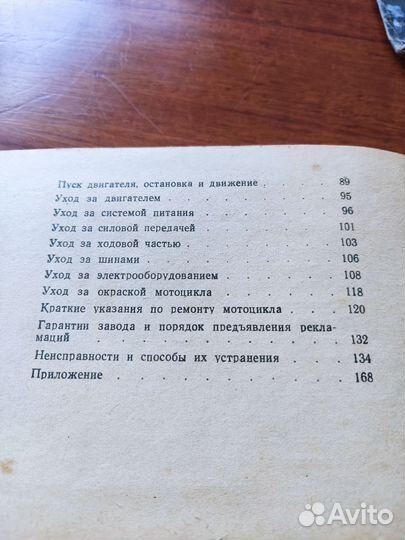 Пуск двигателя, остановка и движение . . . . 89
Уход за двигателем . . . . . . . . 95
Уход за системой питания . . . . . . . 96
Уход за силовой передачей . . . . . . 101
Уход за ходовой частью . . . . . . . 103
Уход за шинами . . . . . . . . . 106
Уход за электрооборудованием . . . . . 108
Уход за окраской мотоцикла . . . . . . 118
Краткие указания по ремонту мотоцикла . . . . 120
Гарантии завода и порядок предъявления рекла-
маций . . . . . . . . . . 132
Неисправности и способы их устранения . . . . 134
Приложение . . . . . . . . . . 168
Avito